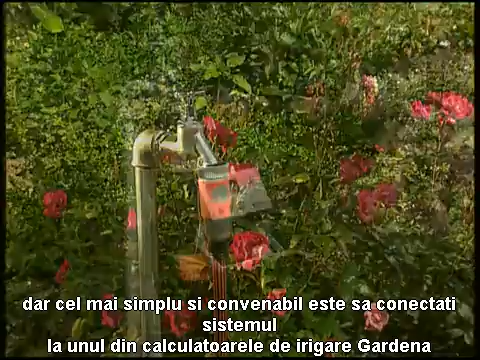 dar cel mai simplu si convenabil este sa conectati
sistemul
la unul din calculatoarele de irigare Gardena